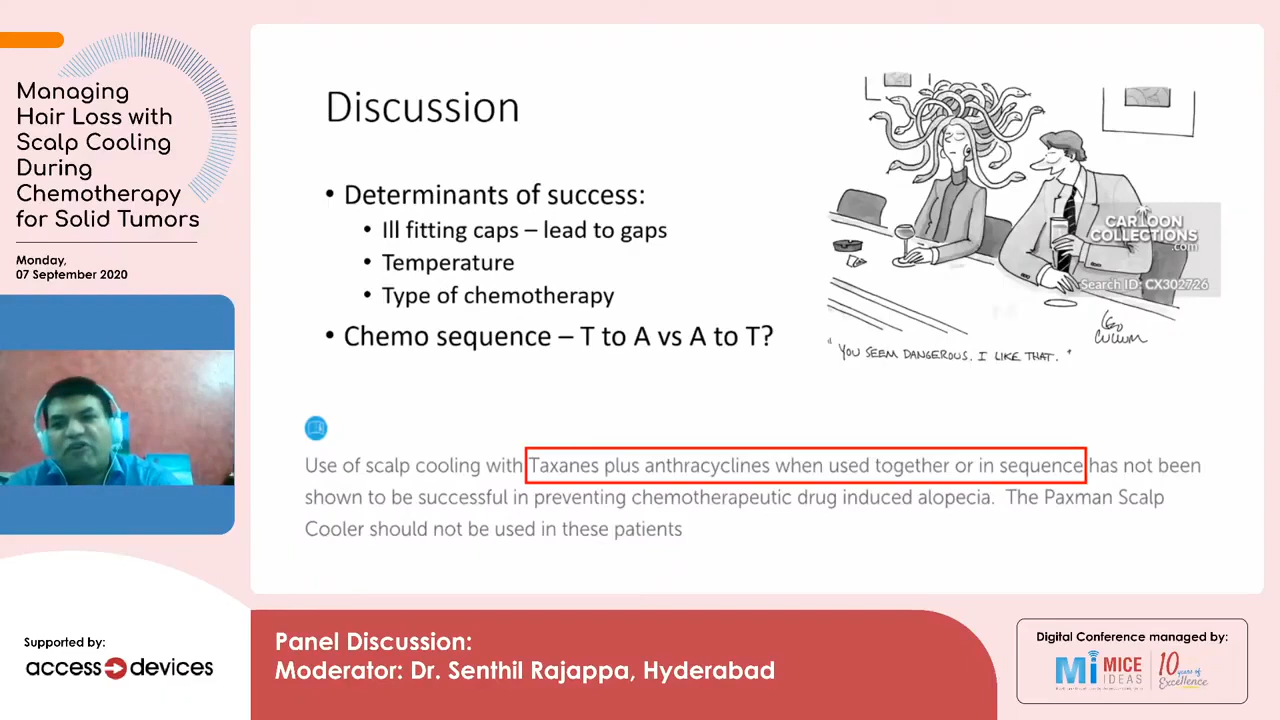 Managing
Hair Loss with
Scalp Cooling
During
Chemotherapy
for Solid Tumors
Monday,
07 September 2020
Discussion
• Determinants of success:
• Ill fitting caps – lead to gaps
• Temperature
• Type of chemotherapy
• Chemo sequence – T to A vs A to T?
CARTOON
COLLECTIONS
.com
Search ID: CX302726
LEO
CULLUM
"YOU SEEM DANGEROUS. I LIKE THAT."
Use of scalp cooling with Taxanes plus anthracyclines when used together or in sequence has not been
shown to be successful in preventing chemotherapeutic drug induced alopecia. The Paxman Scalp
Cooler should not be used in these patients
Supported by:
access devices
Panel Discussion:
Moderator: Dr. Senthil Rajappa, Hyderabad
Digital Conference managed by:
Mi MICE
IDEAS
10 years of
Excellence